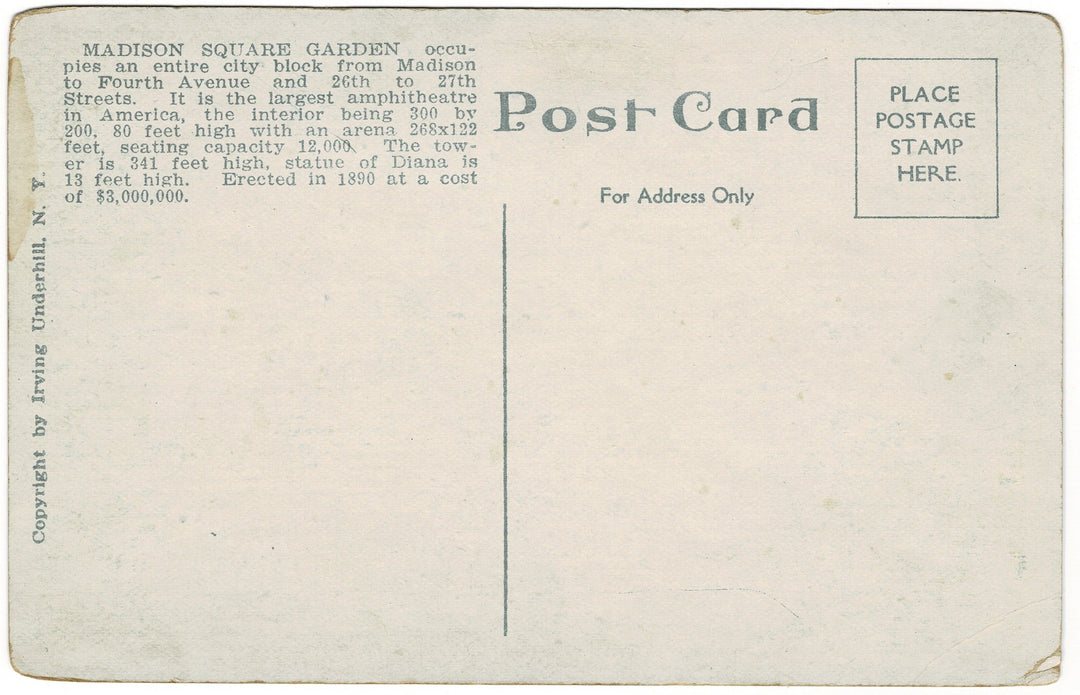 MADISON SQUARE GARDEN occu-
pies an entire city block from Madison
to Fourth Avenue and 26th to 27th
Streets. It is the largest amphitheatre
in America, the interior being 300 by
200, 80 feet high with an arena 268x122
feet, seating capacity 12,000. The tow-
er is 341 feet high, statue of Diana is
13 feet high. Erected in 1890 at a cost
of $3,000,000.
Copyright by Irving Underhill, N. Y.
Post Card
For Address Only
PLACE
POSTAGE
STAMP
HERE.